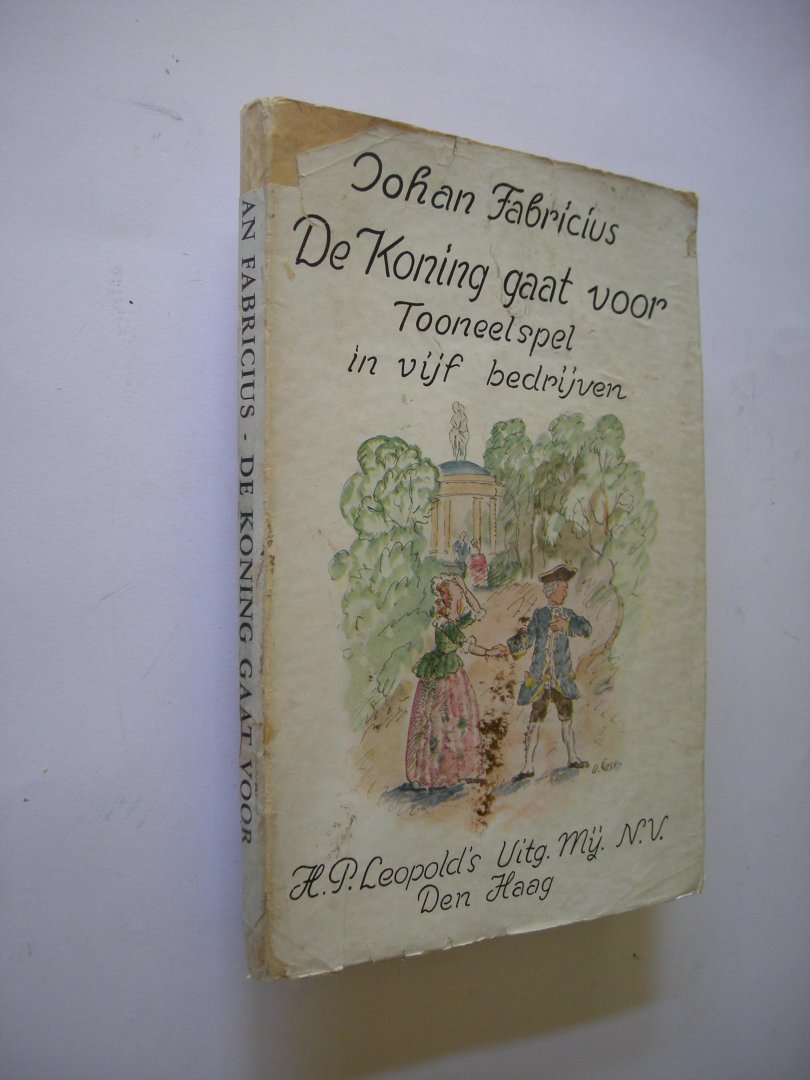 Johan Fabricius
De Koning gaat voor
Tooneelspel
in vijf bedrijven
H. P. Leopold's Uitg. Mij. N.V.
Den Haag
AN FABRICIUS - DE KONING GAAT VÓÓR